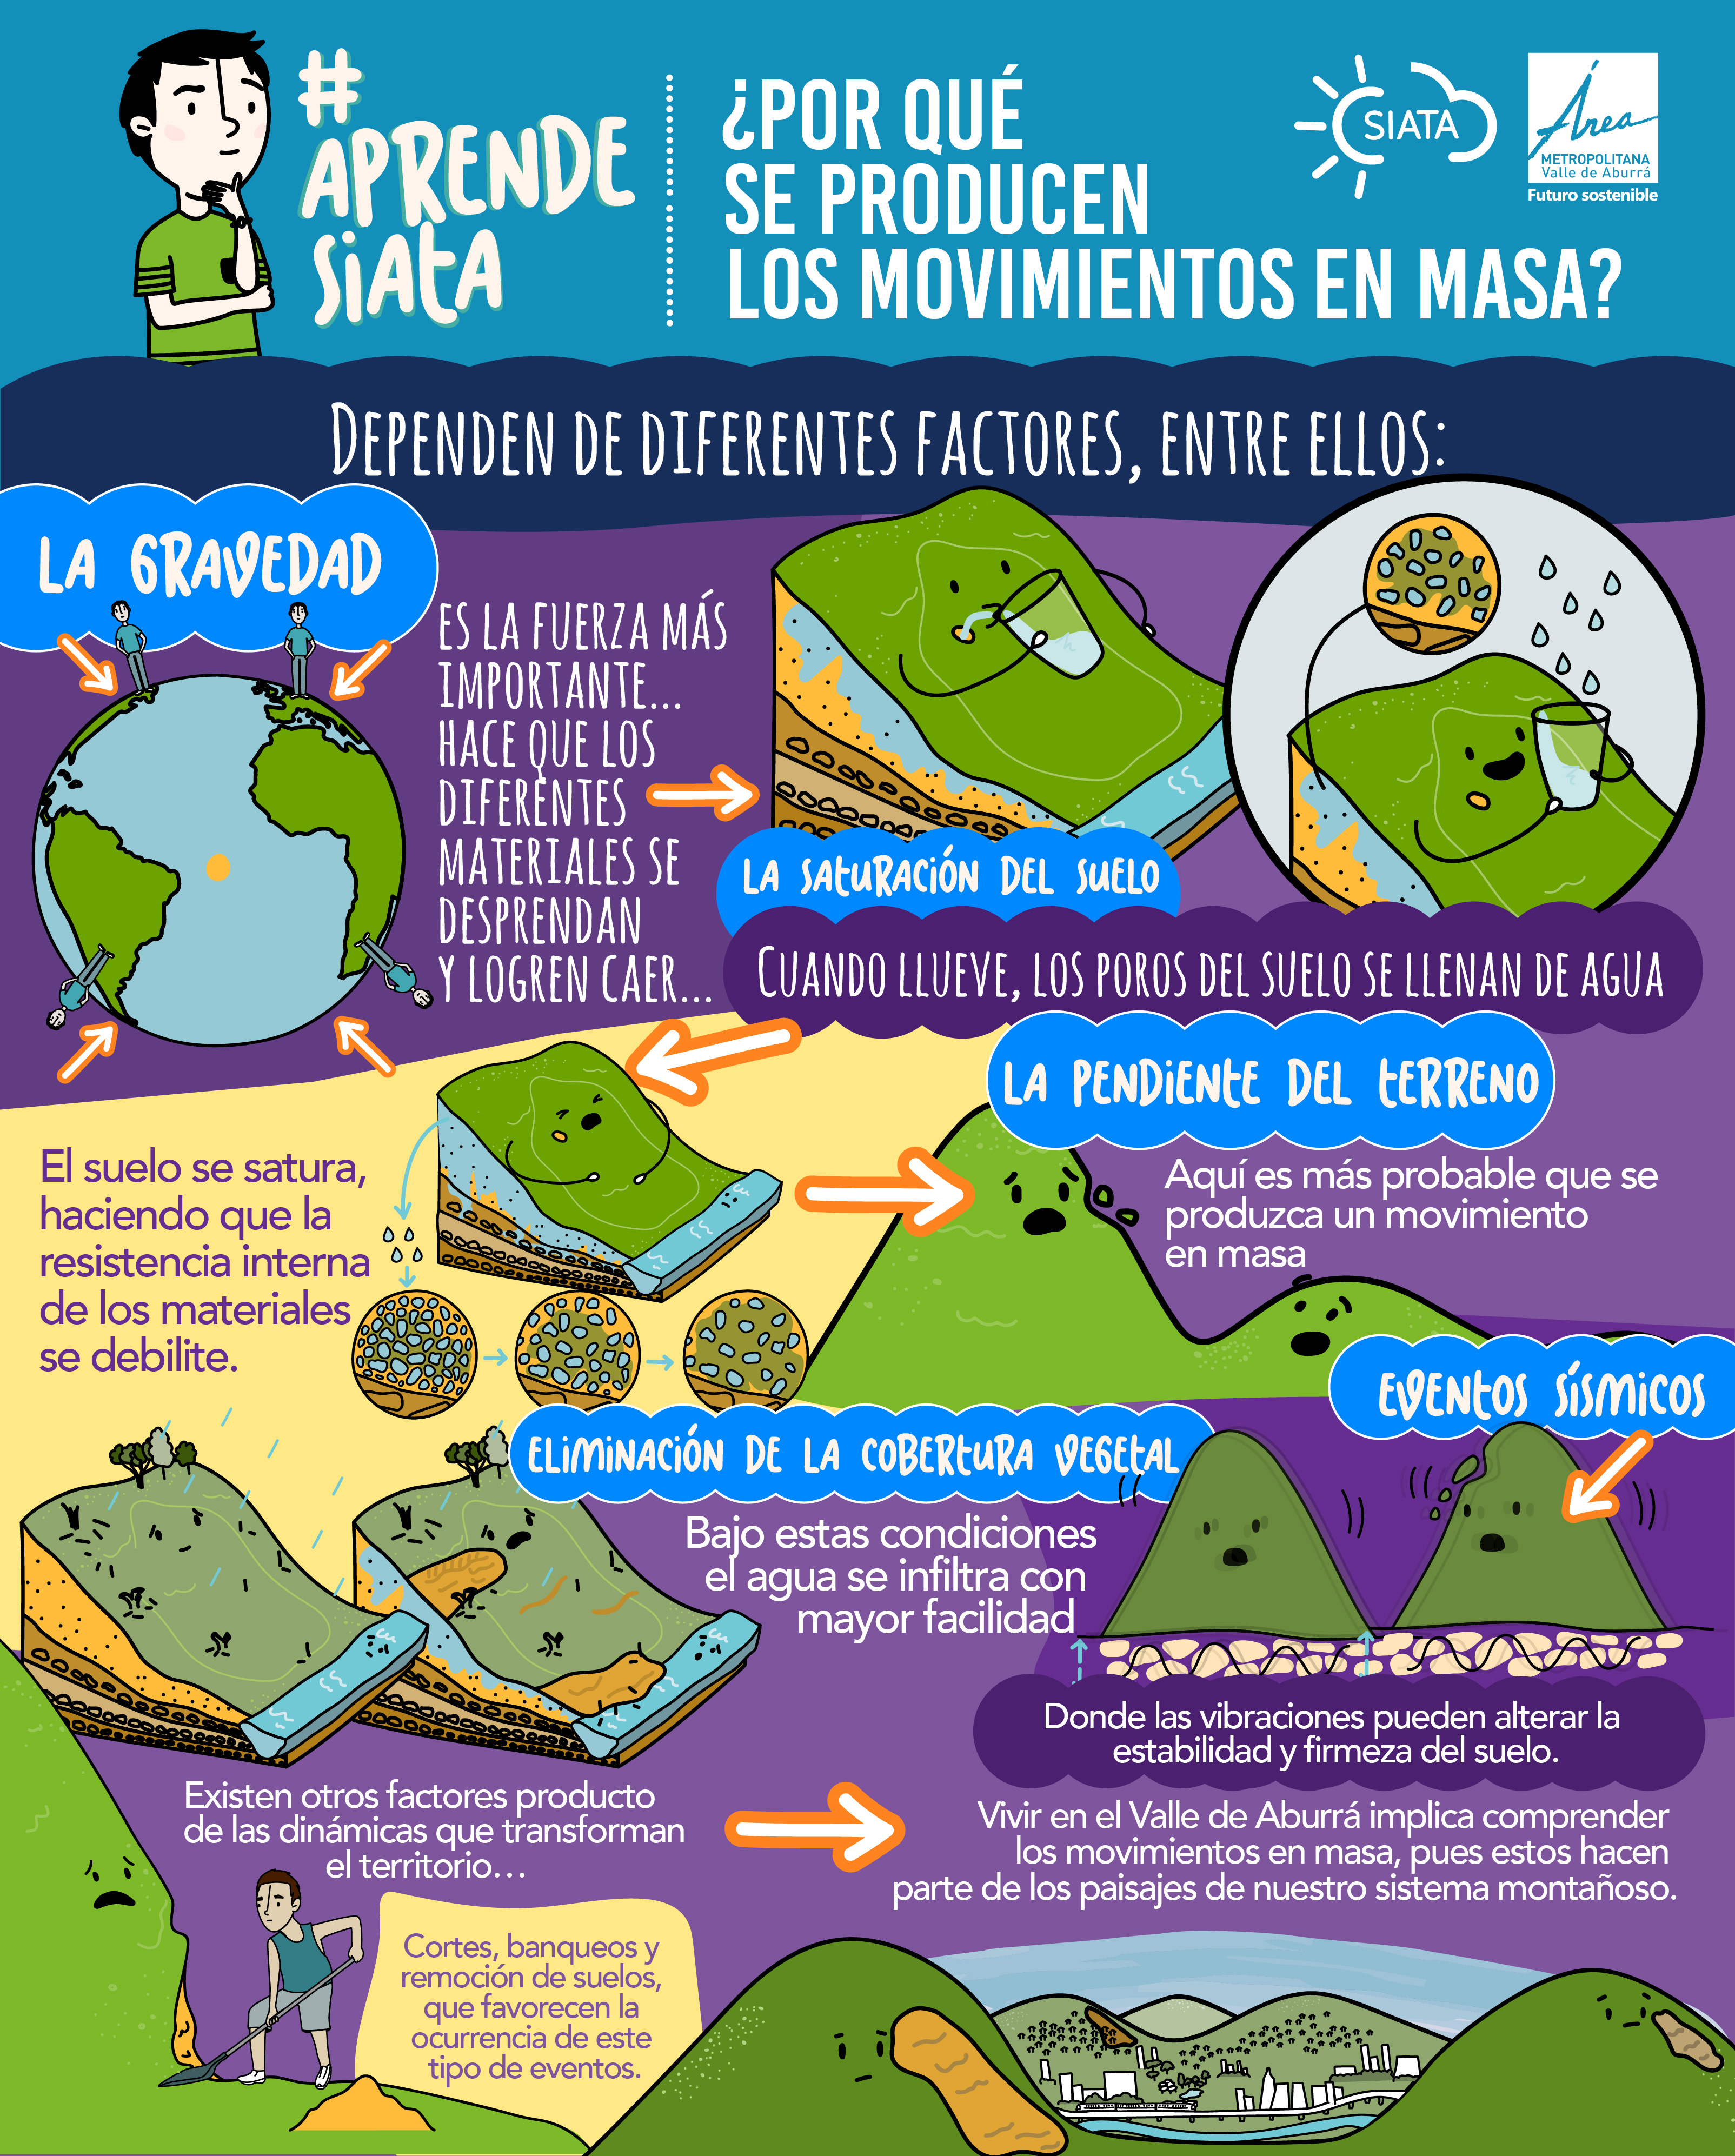 #
APRENDE
SIATA
¿POR QUÉ
SE PRODUCEN
LOS MOVIMIENTOS EN MASA?
SIATA
Área
METROPOLITANA
Valle de Aburrá
Futuro sostenible
DEPENDEN DE DIFERENTES FACTORES, ENTRE ELLOS:
LA GRAVEDAD
ES LA FUERZA MÁS
IMPORTANTE...
HACE QUE LOS
DIFERENTES
MATERIALES SE
DESPRENDAN
Y LOGREN CAER...
LA SATURACIÓN DEL SUELO
CUANDO LLUEVE, LOS POROS DEL SUELO SE LLENAN DE AGUA
El suelo se satura,
haciendo que la
resistencia interna
de los materiales
se debilite.
LA PENDIENTE DEL TERRENO
Aquí es más probable que se
produzca un movimiento
en masa
ELIMINACIÓN DE LA COBERTURA VEGETAL
Bajo estas condiciones
el agua se infiltra con
mayor facilidad
EVENTOS SÍSMICOS
Donde las vibraciones pueden alterar la
estabilidad y firmeza del suelo.
Existen otros factores producto
de las dinámicas que transforman
el territorio...
Cortes, banqueos y
remoción de suelos,
que favorecen la
ocurrencia de este
tipo de eventos.
Vivir en el Valle de Aburrá implica comprender
los movimientos en masa, pues estos hacen
parte de los paisajes de nuestro sistema montañoso.